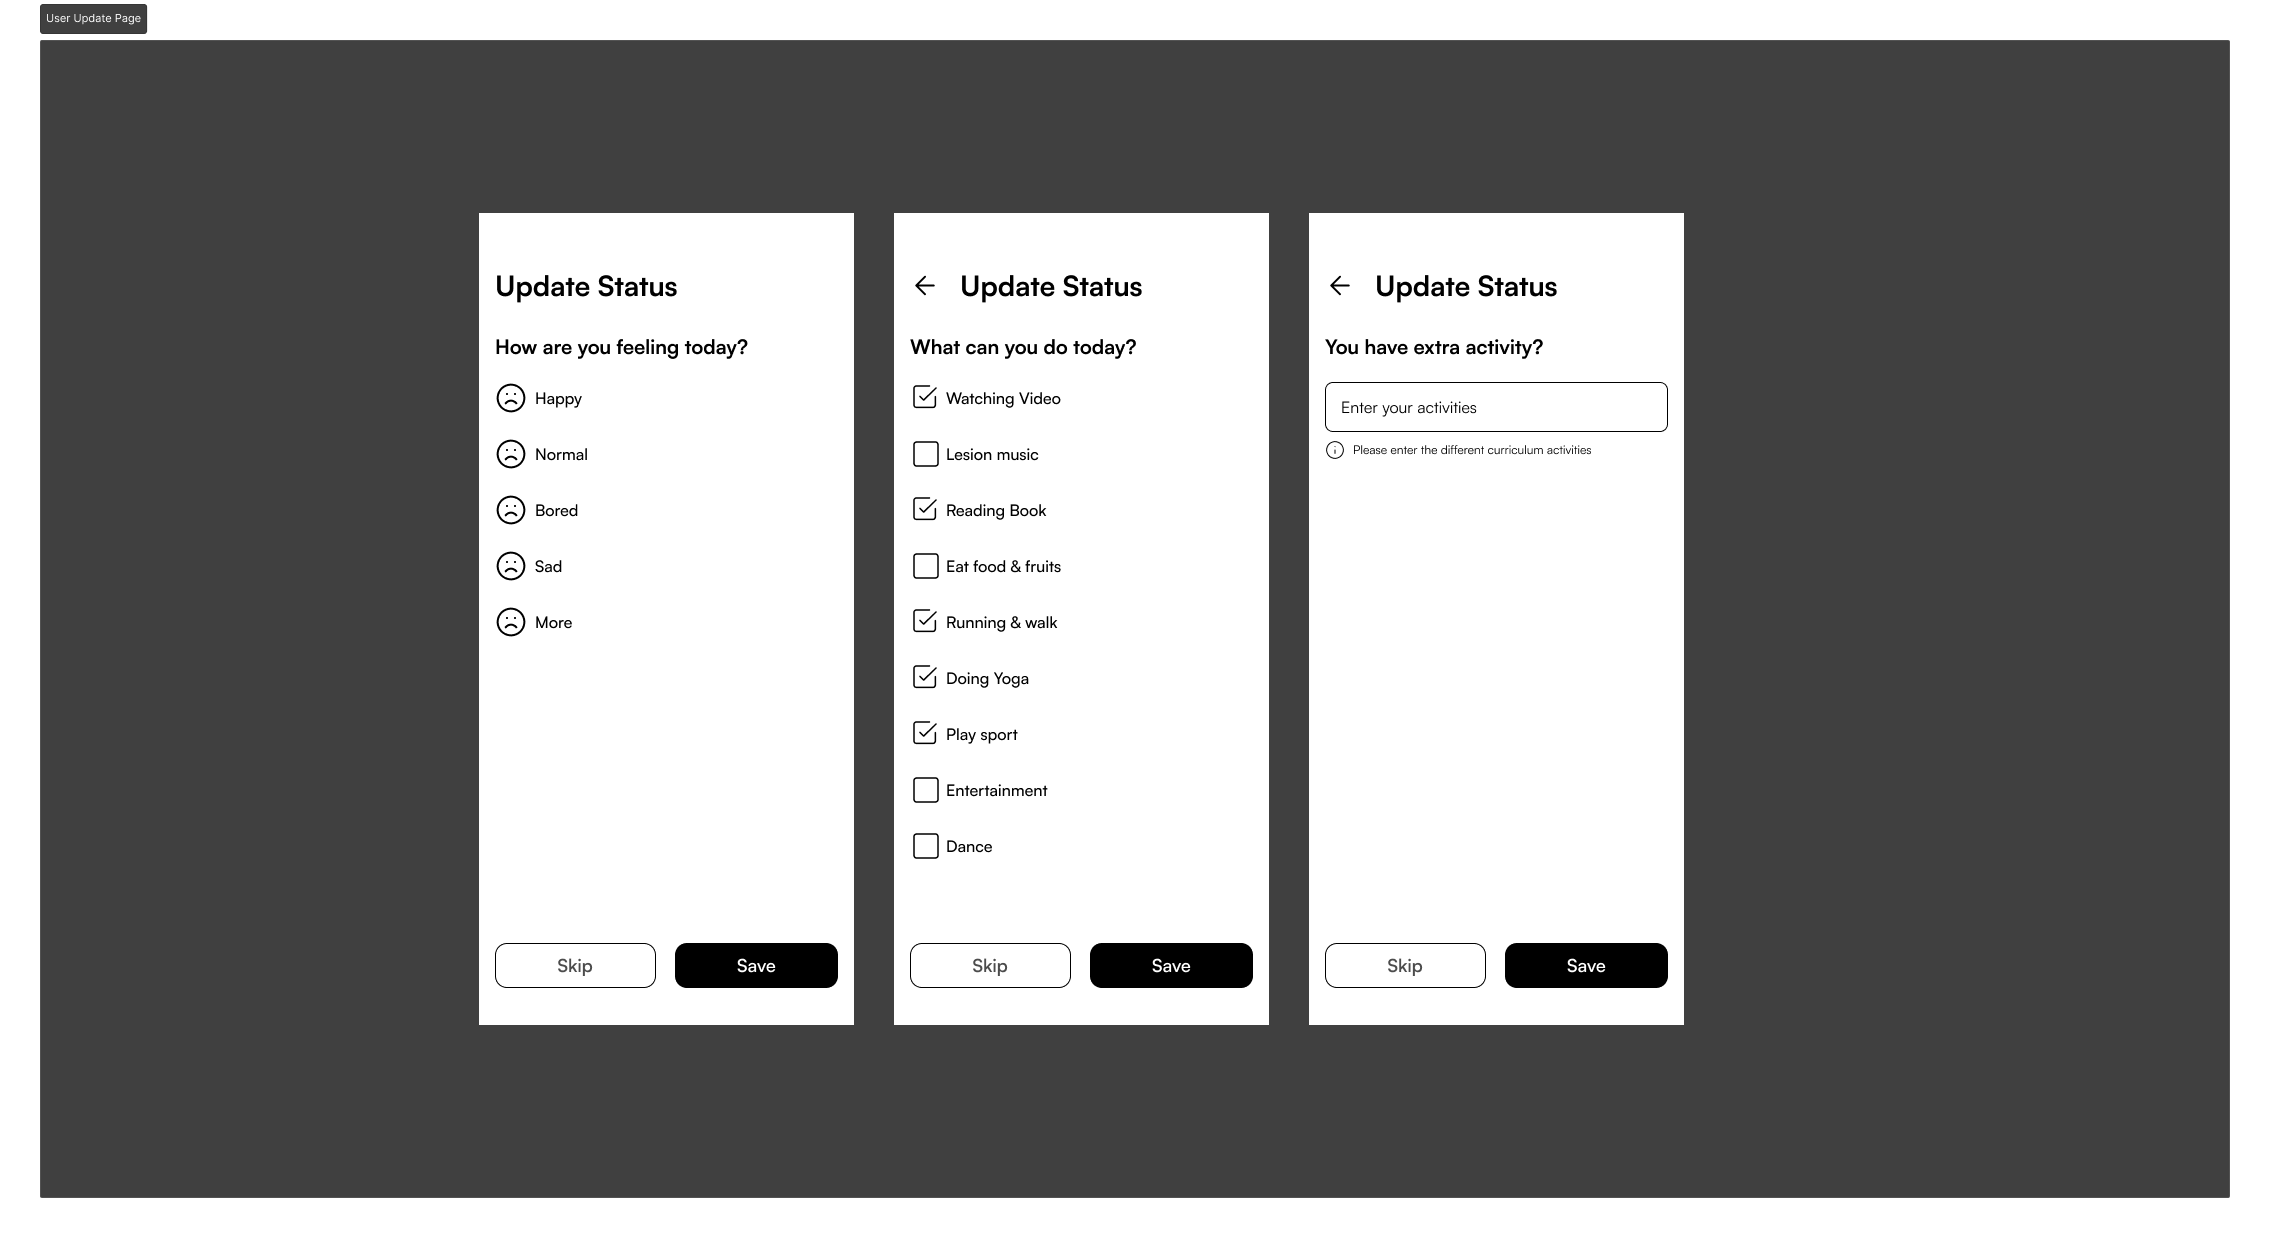 User Update Page
Update Status
How are you feeling today?
Happy
Normal
Bored
Sad
More
Skip
Save
Update Status
What can you do today?
Watching Video
Lesion music
Reading Book
Eat food & fruits
Running & walk
Doing Yoga
Play sport
Entertainment
Dance
Skip
Save
Update Status
You have extra activity?
Enter your activities
Please enter the different curriculum activities
Skip
Save